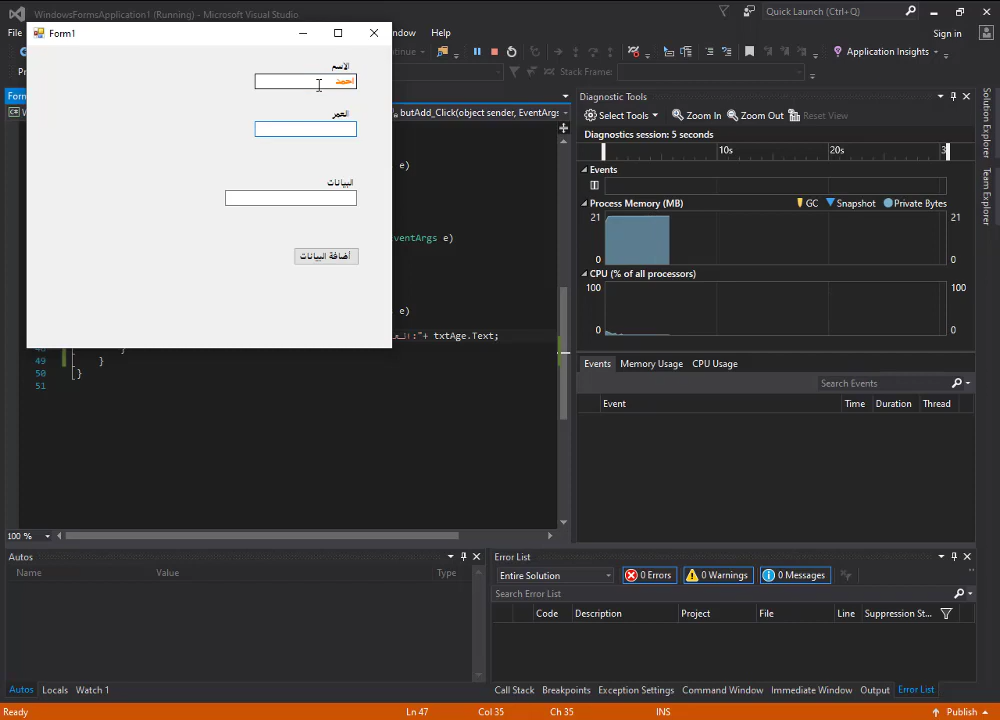 WindowsFormsApplication1 (Running) - Microsoft Visual Studio
Quick Launch (Ctrl+Q)
File
Window Help
Sign in
Form1
Application Insights
Stack Frame:
الاسم
احمد
العمر
البيانات
أضافة البيانات
butAdd_Click(object sender, EventArgs
e)
ventArgs e)
e)
:"+ txtAge.Text;
49 }
50 }
51
100 %
Diagnostic Tools
Select Tools Zoom In Zoom Out Reset View
Diagnostics session: 5 seconds
10s 20s 3
Events
Process Memory (MB) GC Snapshot Private Bytes
21 21
0 0
CPU (% of all processors)
100 100
0 0
Events Memory Usage CPU Usage
Search Events
Event Time Duration Thread
Solution Explorer
Team Explorer
Autos
Name Value Type
Autos Locals Watch 1
Error List
Entire Solution 0 Errors 0 Warnings 0 Messages
Search Error List
Code Description Project File Line Suppression St...
Call Stack Breakpoints Exception Settings Command Window Immediate Window Output Error List
Ready Ln 47 Col 35 Ch 35 INS Publish